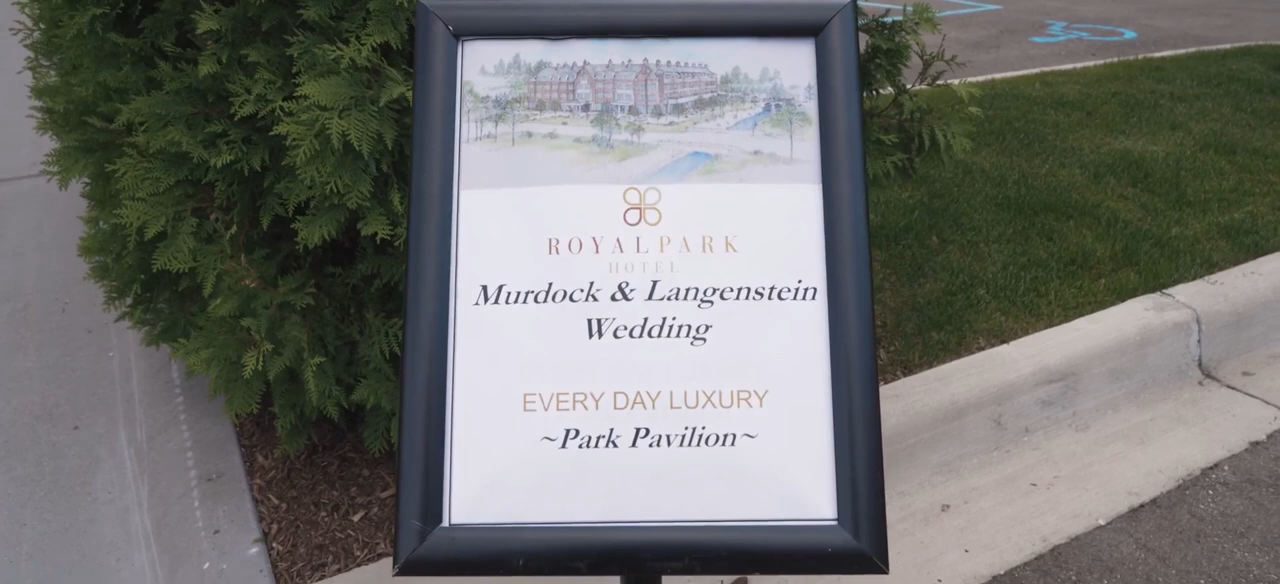 ROYAL PARK
HOTEL
Murdock & Langenstein
Wedding
EVERY DAY LUXURY
~Park Pavilion~